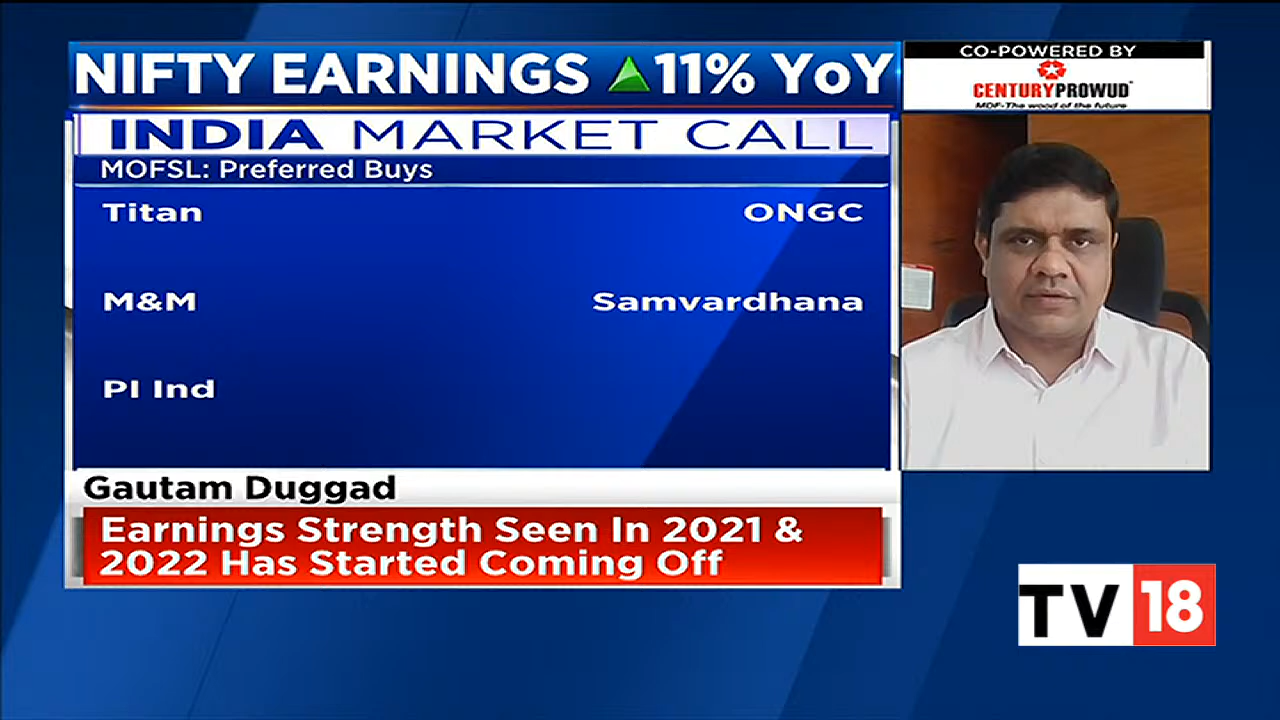 NIFTY EARNINGS 11% YoY
CO-POWERED BY
CENTURYPROWUD
MDF-The wood of the future
INDIA MARKET CALL
MOFSL: Preferred Buys
Titan ONGC
M&M Samvardhana
PI Ind
Gautam Duggad
Earnings Strength Seen In 2021 &
2022 Has Started Coming Off
TV18